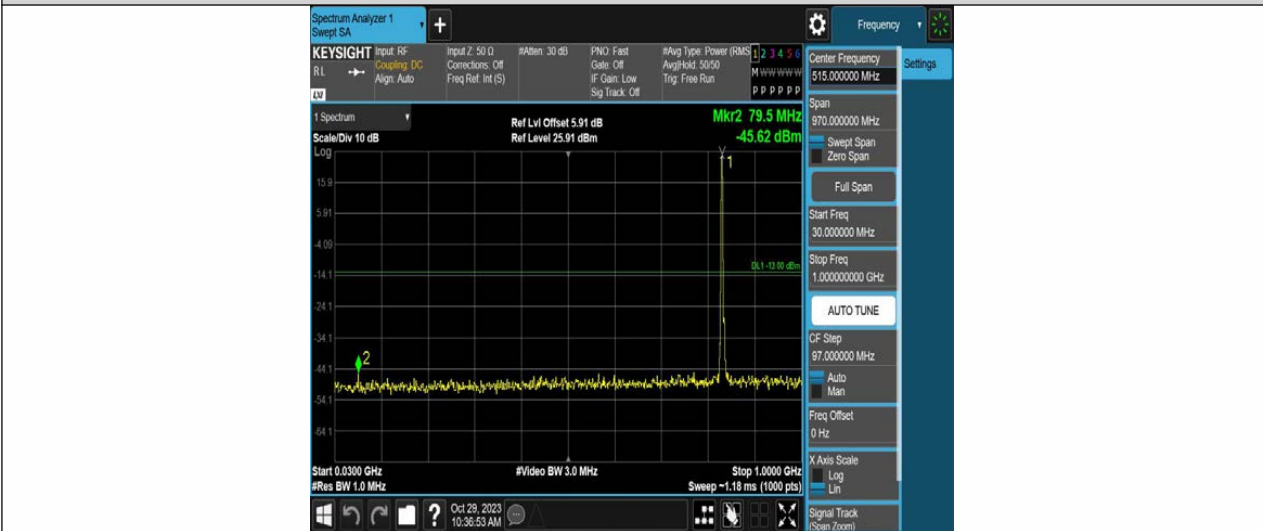 Spectrum Analyzer 1
Swept SA
+
Frequency
KEYSIGHT
RL
LXI
Input: RF
Coupling: DC
Align: Auto
Input Z: 50 Ω
Corrections: Off
Freq Ref: Int (S)
#Atten: 30 dB
PNO: Fast
Gate: Off
IF Gain: Low
Sig Track: Off
#Avg Type: Power (RMS
Avg|Hold: 50/50
Trig: Free Run
1 2 3 4 5 6
M W W W W W
P P P P P P
1 Spectrum
Scale/Div 10 dB
Log
Ref Lvl Offset 5.91 dB
Ref Level 25.91 dBm
Mkr2 79.5 MHz
-45.62 dBm
1
15.9
5.91
-4.09
DL1 -13.00 dBm
-14.1
-24.1
-34.1
2
-44.1
-54.1
-64.1
Start 0.0300 GHz
#Video BW 3.0 MHz
Stop 1.0000 GHz
#Res BW 1.0 MHz
Sweep ~1.18 ms (1000 pts)
?
Oct 29, 2023
10:36:53 AM
Center Frequency
515.000000 MHz
Settings
Span
970.000000 MHz
Swept Span
Zero Span
Full Span
Start Freq
30.000000 MHz
Stop Freq
1.000000000 GHz
AUTO TUNE
CF Step
97.000000 MHz
Auto
Man
Freq Offset
0 Hz
X Axis Scale
Log
Lin
Signal Track
(Span Zoom)